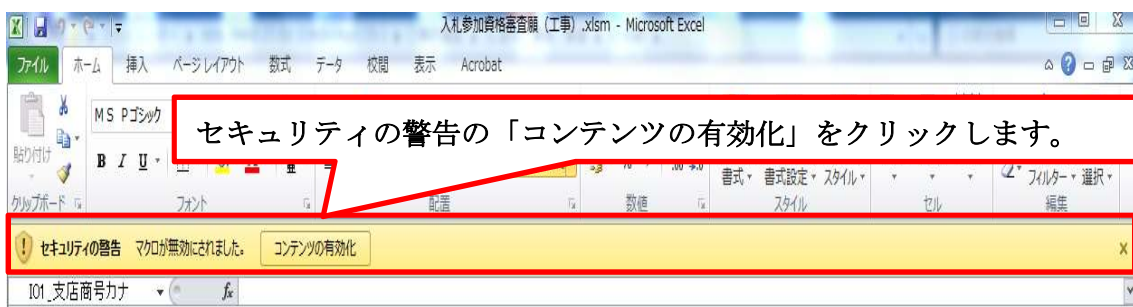 入札参加資格審査願（工事）.xlsm - Microsoft Excel
ファイル ホーム 挿入 ページレイアウト 数式 データ 校閲 表示 Acrobat
MS Pゴシック
セキュリティの警告の「コンテンツの有効化」をクリックします。
貼り付け
B I U
書式 書式設定 スタイル
フィルター 選択
クリップボード フォント 配置 数値 スタイル セル 編集
セキュリティの警告 マクロが無効にされました。 コンテンツの有効化
I01_支店商号カナ fx